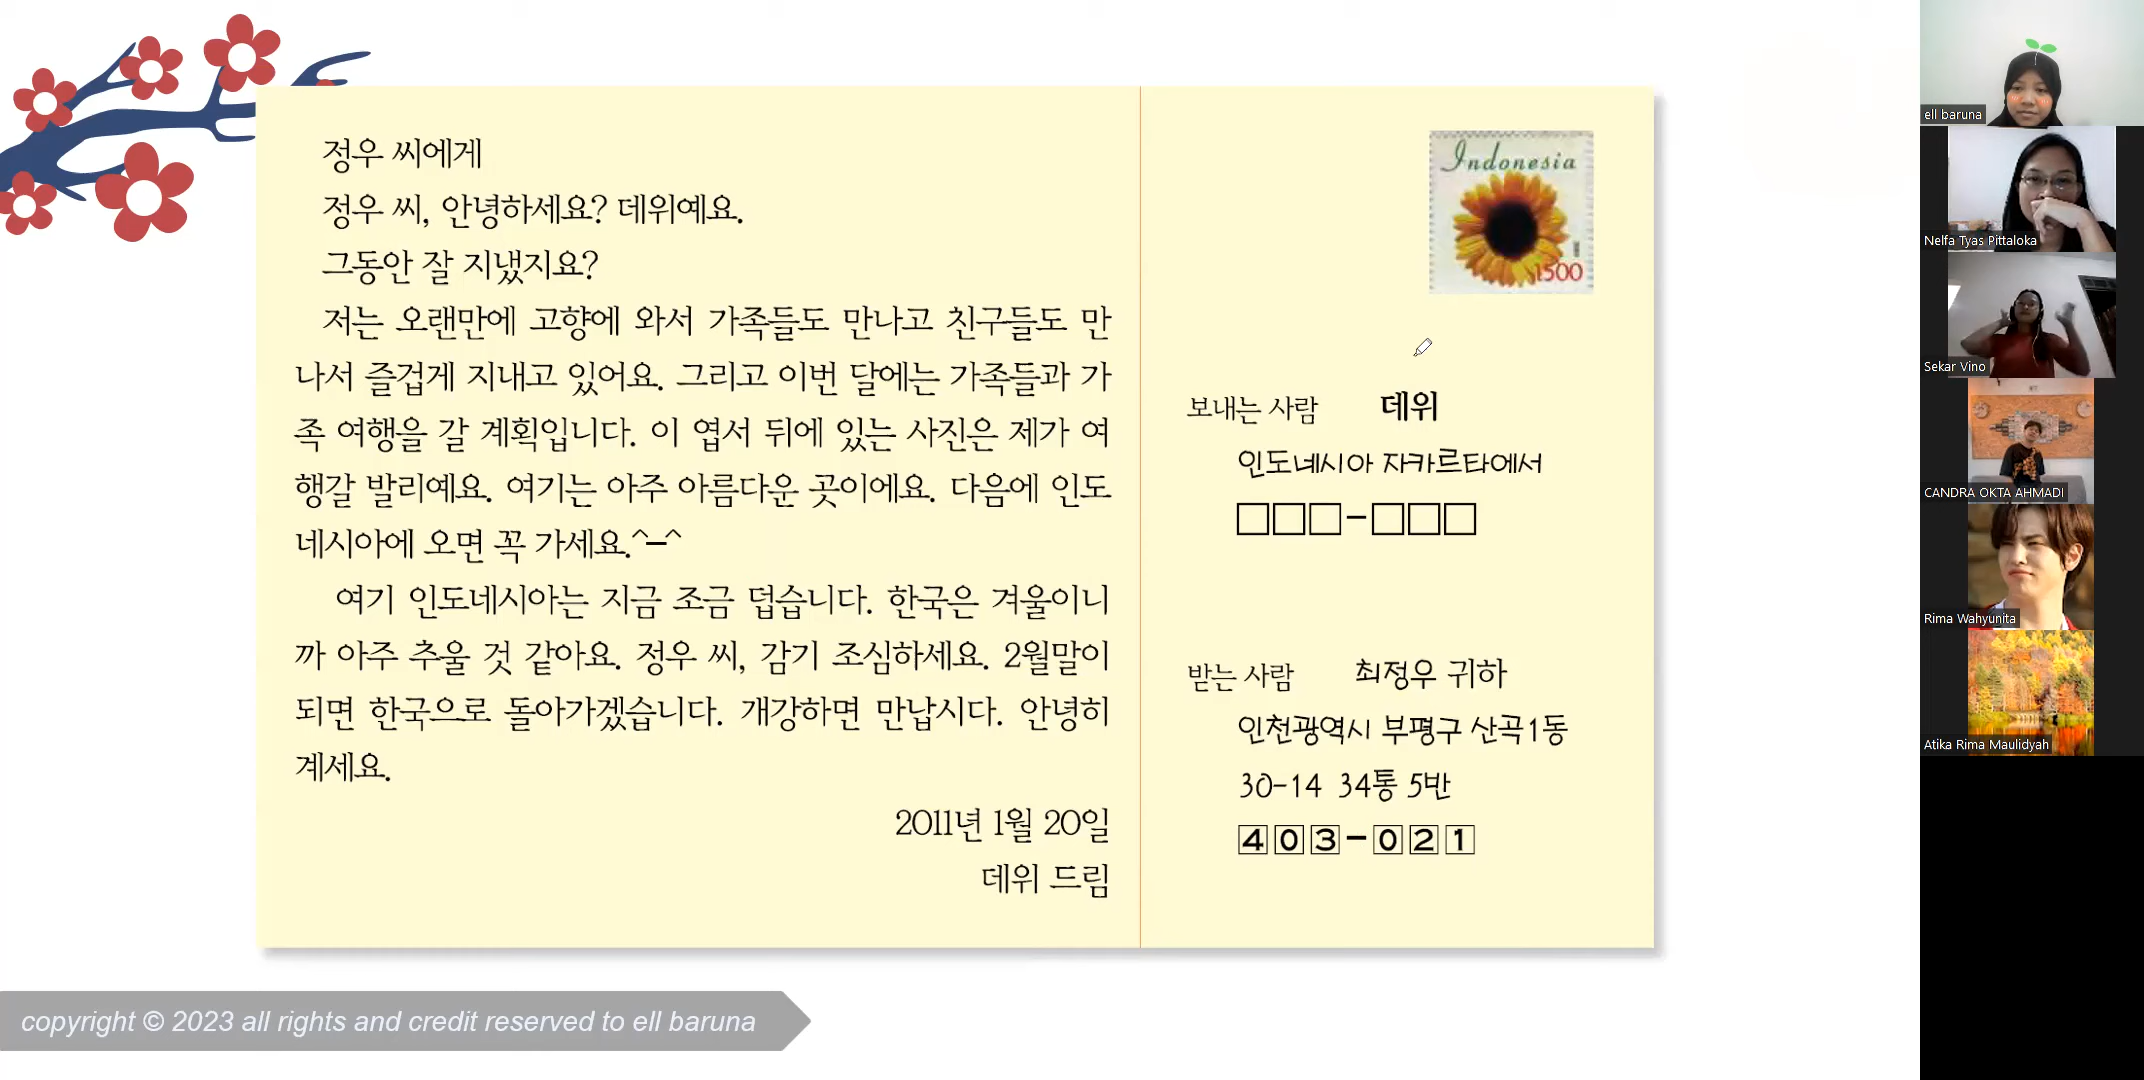 정우 씨에게
정우 씨, 안녕하세요? 데위예요.
그동안 잘 지냈지요?
저는 오랜만에 고향에 와서 가족들도 만나고 친구들도 만
나서 즐겁게 지내고 있어요. 그리고 이번 달에는 가족들과 가
족 여행을 갈 계획입니다. 이 엽서 뒤에 있는 사진은 제가 여
행갈 발리예요. 여기는 아주 아름다운 곳이에요. 다음에 인도
네시아에 오면 꼭 가세요.^-^
여기 인도네시아는 지금 조금 덥습니다. 한국은 겨울이니
까 아주 추울 것 같아요. 정우 씨, 감기 조심하세요. 2월말이
되면 한국으로 돌아가겠습니다. 개강하면 만납시다. 안녕히
계세요.
2011년 1월 20일
데위 드림
Indonesia
1500
보내는 사람 데위
인도네시아 자카르타에서
□□□-□□□
받는 사람 최정우 귀하
인천광역시 부평구 산곡1동
30-14 34통 5반
403-021
copyright © 2023 all rights and credit reserved to ell baruna
ell baruna
Nelfa Tyas Pittaloka
Sekar Vino
CANDRA OKTA AHMADI
Rima Wahyunita
Atika Rima Maulidyah